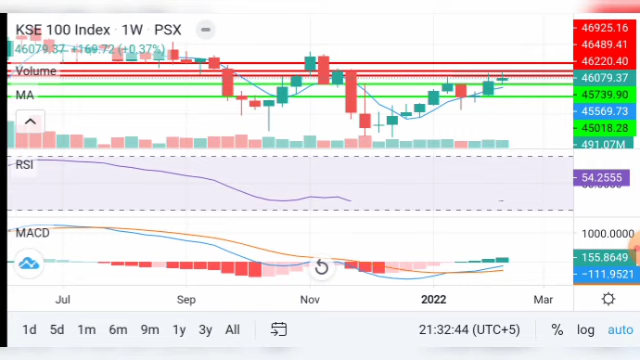 KSE 100 Index · 1W · PSX
46079.37 +169.72 (+0.37%)
Volume
MA
46925.16
46489.41
46220.40
46079.37
45739.90
45569.73
45018.28
491.07M
RSI
54.2555
MACD
1000.0000
155.8649
-111.9521
Jul Sep Nov 2022 Mar
1d 5d 1m 6m 9m 1y 3y All 21:32:44 (UTC+5) % log auto